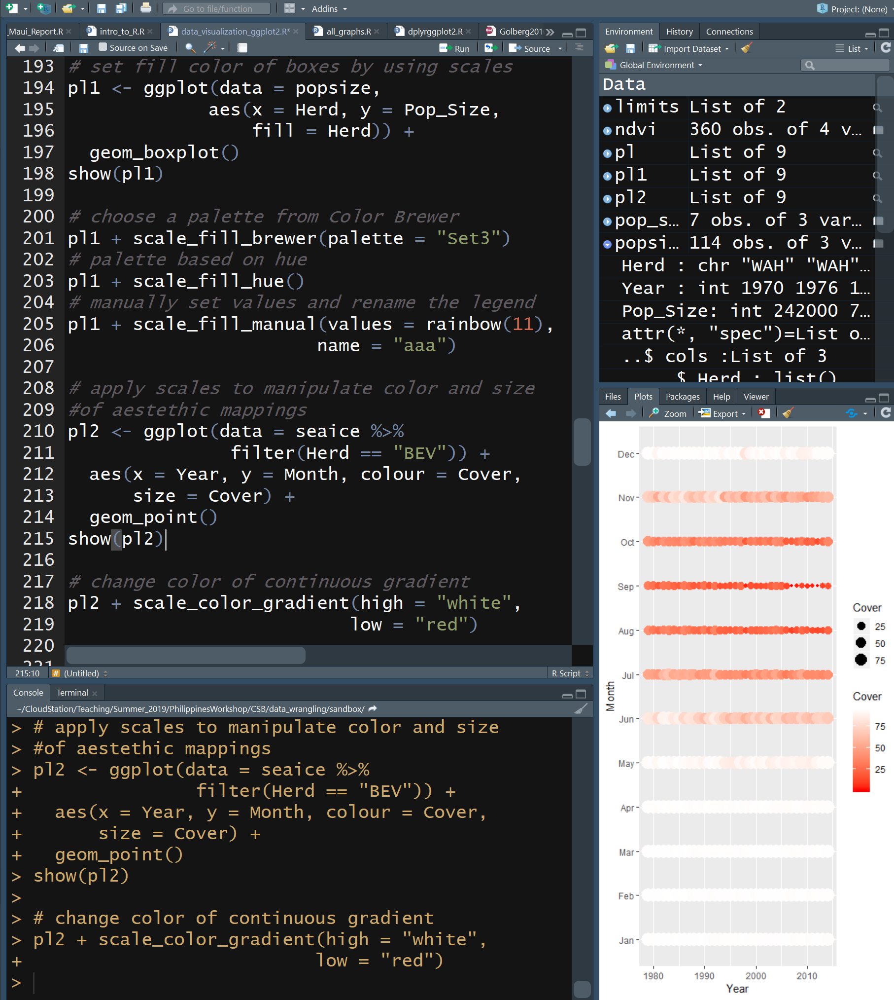 Go to file/function
Addins
Project: (None)
_Maui_Report.R
intro_to_R.R
data_visualization_ggplot2.R*
all_graphs.R
dplyrggplot2.R
Golberg201
Source on Save
Run
Source
193 # set fill color of boxes by using scales
194 pl1 <- ggplot(data = popsize,
195 aes(x = Herd, y = Pop_Size,
196 fill = Herd)) +
197 geom_boxplot()
198 show(pl1)
199
200 # choose a palette from Color Brewer
201 pl1 + scale_fill_brewer(palette = "Set3")
202 # palette based on hue
203 pl1 + scale_fill_hue()
204 # manually set values and rename the legend
205 pl1 + scale_fill_manual(values = rainbow(11),
206 name = "aaa")
207
208 # apply scales to manipulate color and size
209 #of aestethic mappings
210 pl2 <- ggplot(data = seaice %>%
211 filter(Herd == "BEV")) +
212 aes(x = Year, y = Month, colour = Cover,
213 size = Cover) +
214 geom_point()
215 show(pl2)
216
217 # change color of continuous gradient
218 pl2 + scale_color_gradient(high = "white",
219 low = "red")
220
221
215:10
# (Untitled)
R Script
Console
Terminal
~/CloudStation/Teaching/Summer_2019/PhilippinesWorkshop/CSB/data_wrangling/sandbox/
> # apply scales to manipulate color and size
> #of aestethic mappings
> pl2 <- ggplot(data = seaice %>%
+ filter(Herd == "BEV")) +
+ aes(x = Year, y = Month, colour = Cover,
+ size = Cover) +
+ geom_point()
> show(pl2)
>
> # change color of continuous gradient
> pl2 + scale_color_gradient(high = "white",
+ low = "red")
>
Environment
History
Connections
Import Dataset
List
Global Environment
Data
limits List of 2
ndvi 360 obs. of 4 v…
pl List of 9
pl1 List of 9
pl2 List of 9
pop_s… 7 obs. of 3 var…
popsi… 114 obs. of 3 v…
Herd : chr "WAH" "WAH"…
Year : int 1970 1976 1…
Pop_Size: int 242000 7…
attr(*, "spec")=List o…
..$ cols :List of 3
$ Herd : list()
Files
Plots
Packages
Help
Viewer
Zoom
Export
Dec
Nov
Oct
Sep
Aug
Jul
Jun
May
Apr
Mar
Feb
Jan
Month
1980
1990
2000
2010
Year
Cover
25
50
75
Cover
75
50
25